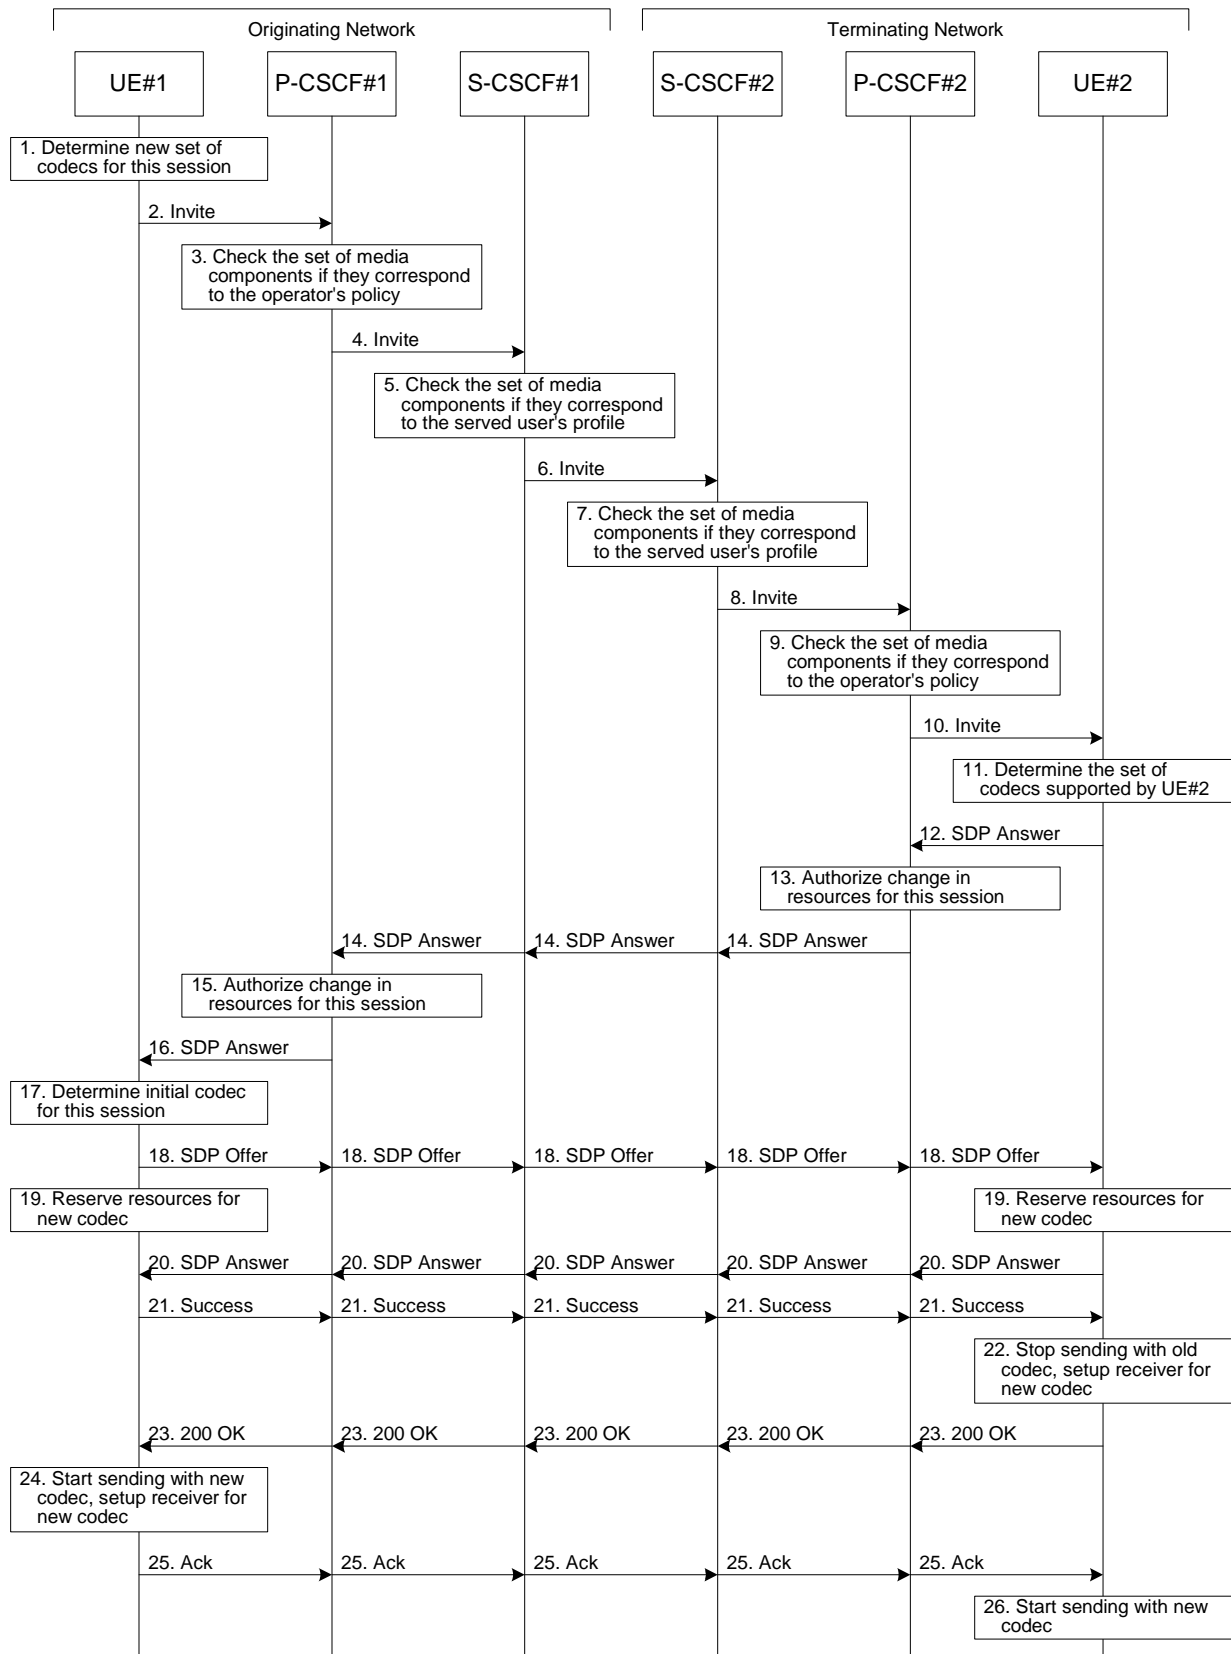 Originating Network
Terminating Network
UE#1
P-CSCF#1
S-CSCF#1
S-CSCF#2
P-CSCF#2
UE#2
1. Determine new set of
codecs for this session
2. Invite
3. Check the set of media
components if they correspond
to the operator's policy
4. Invite
5. Check the set of media
components if they correspond
to the served user's profile
6. Invite
7. Check the set of media
components if they correspond
to the served user's profile
8. Invite
9. Check the set of media
components if they correspond
to the operator's policy
10. Invite
11. Determine the set of
codecs supported by UE#2
12. SDP Answer
13. Authorize change in
resources for this session
14. SDP Answer
14. SDP Answer
14. SDP Answer
15. Authorize change in
resources for this session
16. SDP Answer
17. Determine initial codec
for this session
18. SDP Offer
18. SDP Offer
18. SDP Offer
18. SDP Offer
18. SDP Offer
19. Reserve resources for
new codec
19. Reserve resources for
new codec
20. SDP Answer
20. SDP Answer
20. SDP Answer
20. SDP Answer
20. SDP Answer
21. Success
21. Success
21. Success
21. Success
21. Success
22. Stop sending with old
codec, setup receiver for
new codec
23. 200 OK
23. 200 OK
23. 200 OK
23. 200 OK
23. 200 OK
24. Start sending with new
codec, setup receiver for
new codec
25. Ack
25. Ack
25. Ack
25. Ack
25. Ack
26. Start sending with new
codec